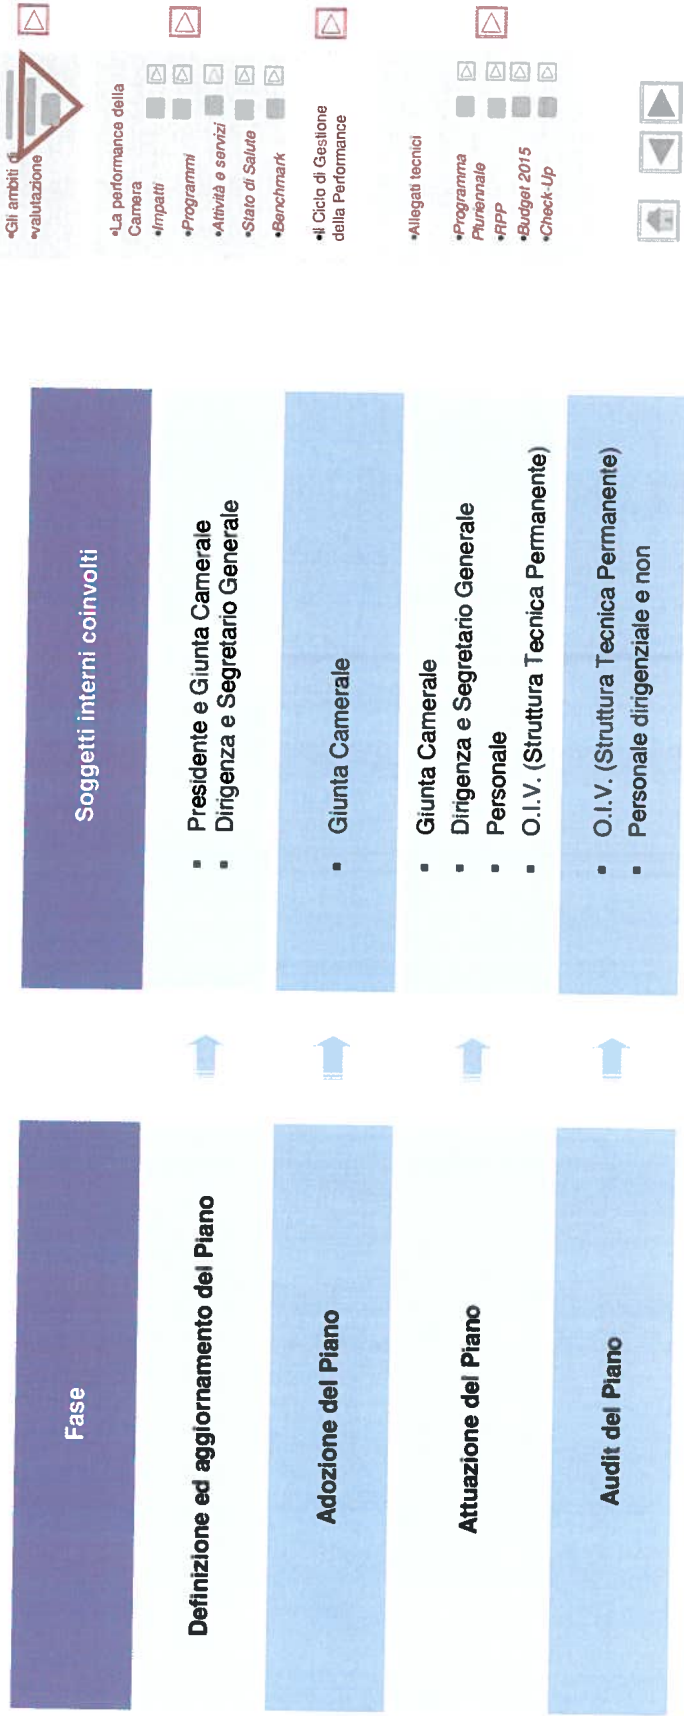 Fase
Soggetti interni coinvolti
Definizione ed aggiornamento del Piano
▪ Presidente e Giunta Camerale
▪ Dirigenza e Segretario Generale
Adozione del Piano
▪ Giunta Camerale
Attuazione del Piano
▪ Giunta Camerale
▪ Dirigenza e Segretario Generale
▪ Personale
▪ O.I.V. (Struttura Tecnica Permanente)
Audit del Piano
▪ O.I.V. (Struttura Tecnica Permanente)
▪ Personale dirigenziale e non
•Gli ambiti di
•valutazione
•La performance della
Camera
•Impatti
•Programmi
•Attività e servizi
•Stato di Salute
•Benchmark
•Il Ciclo di Gestione
della Performance
•Allegati tecnici
•Programma
Pluriennale
•RPP
•Budget 2015
•Check-Up